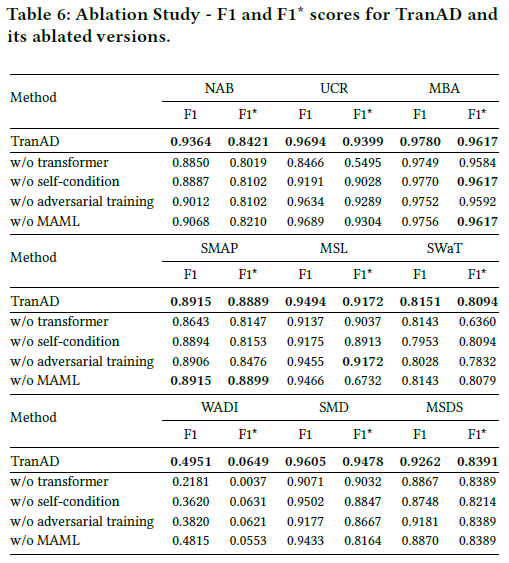 Table 6: Ablation Study - F1 and F1* scores for TranAD and
its ablated versions.
Method NAB UCR MBA
F1 F1* F1 F1* F1 F1*
TranAD 0.9364 0.8421 0.9694 0.9399 0.9780 0.9617
w/o transformer 0.8850 0.8019 0.8466 0.5495 0.9749 0.9584
w/o self-condition 0.8887 0.8102 0.9191 0.9028 0.9770 0.9617
w/o adversarial training 0.9012 0.8102 0.9634 0.9289 0.9752 0.9592
w/o MAML 0.9068 0.8210 0.9689 0.9304 0.9756 0.9617
Method SMAP MSL SWaT
F1 F1* F1 F1* F1 F1*
TranAD 0.8915 0.8889 0.9494 0.9172 0.8151 0.8094
w/o transformer 0.8643 0.8147 0.9137 0.9037 0.8143 0.6360
w/o self-condition 0.8894 0.8153 0.9175 0.8913 0.7953 0.8094
w/o adversarial training 0.8906 0.8476 0.9455 0.9172 0.8028 0.7832
w/o MAML 0.8915 0.8899 0.9466 0.6732 0.8143 0.8079
Method WADI SMD MSDS
F1 F1* F1 F1* F1 F1*
TranAD 0.4951 0.0649 0.9605 0.9478 0.9262 0.8391
w/o transformer 0.2181 0.0037 0.9071 0.9032 0.8867 0.8389
w/o self-condition 0.3620 0.0631 0.9502 0.8847 0.8748 0.8214
w/o adversarial training 0.3820 0.0621 0.9177 0.8667 0.9181 0.8389
w/o MAML 0.4815 0.0553 0.9433 0.8164 0.8870 0.8389